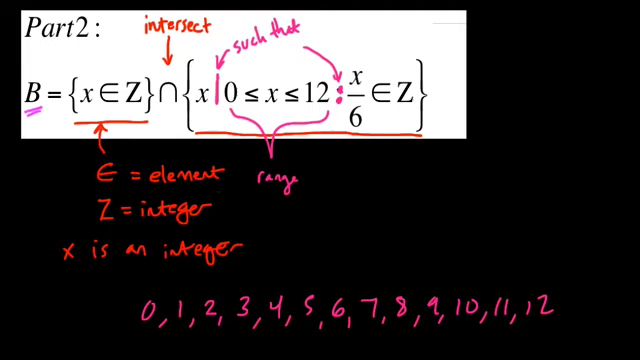 Part2:
intersect
such that
B = {x ∈ Z} ∩ {x | 0 ≤ x ≤ 12 : x/6 ∈ Z}
∈ = element
range
Z = integer
x is an integer
0, 1, 2, 3, 4, 5, 6, 7, 8, 9, 10, 11, 12